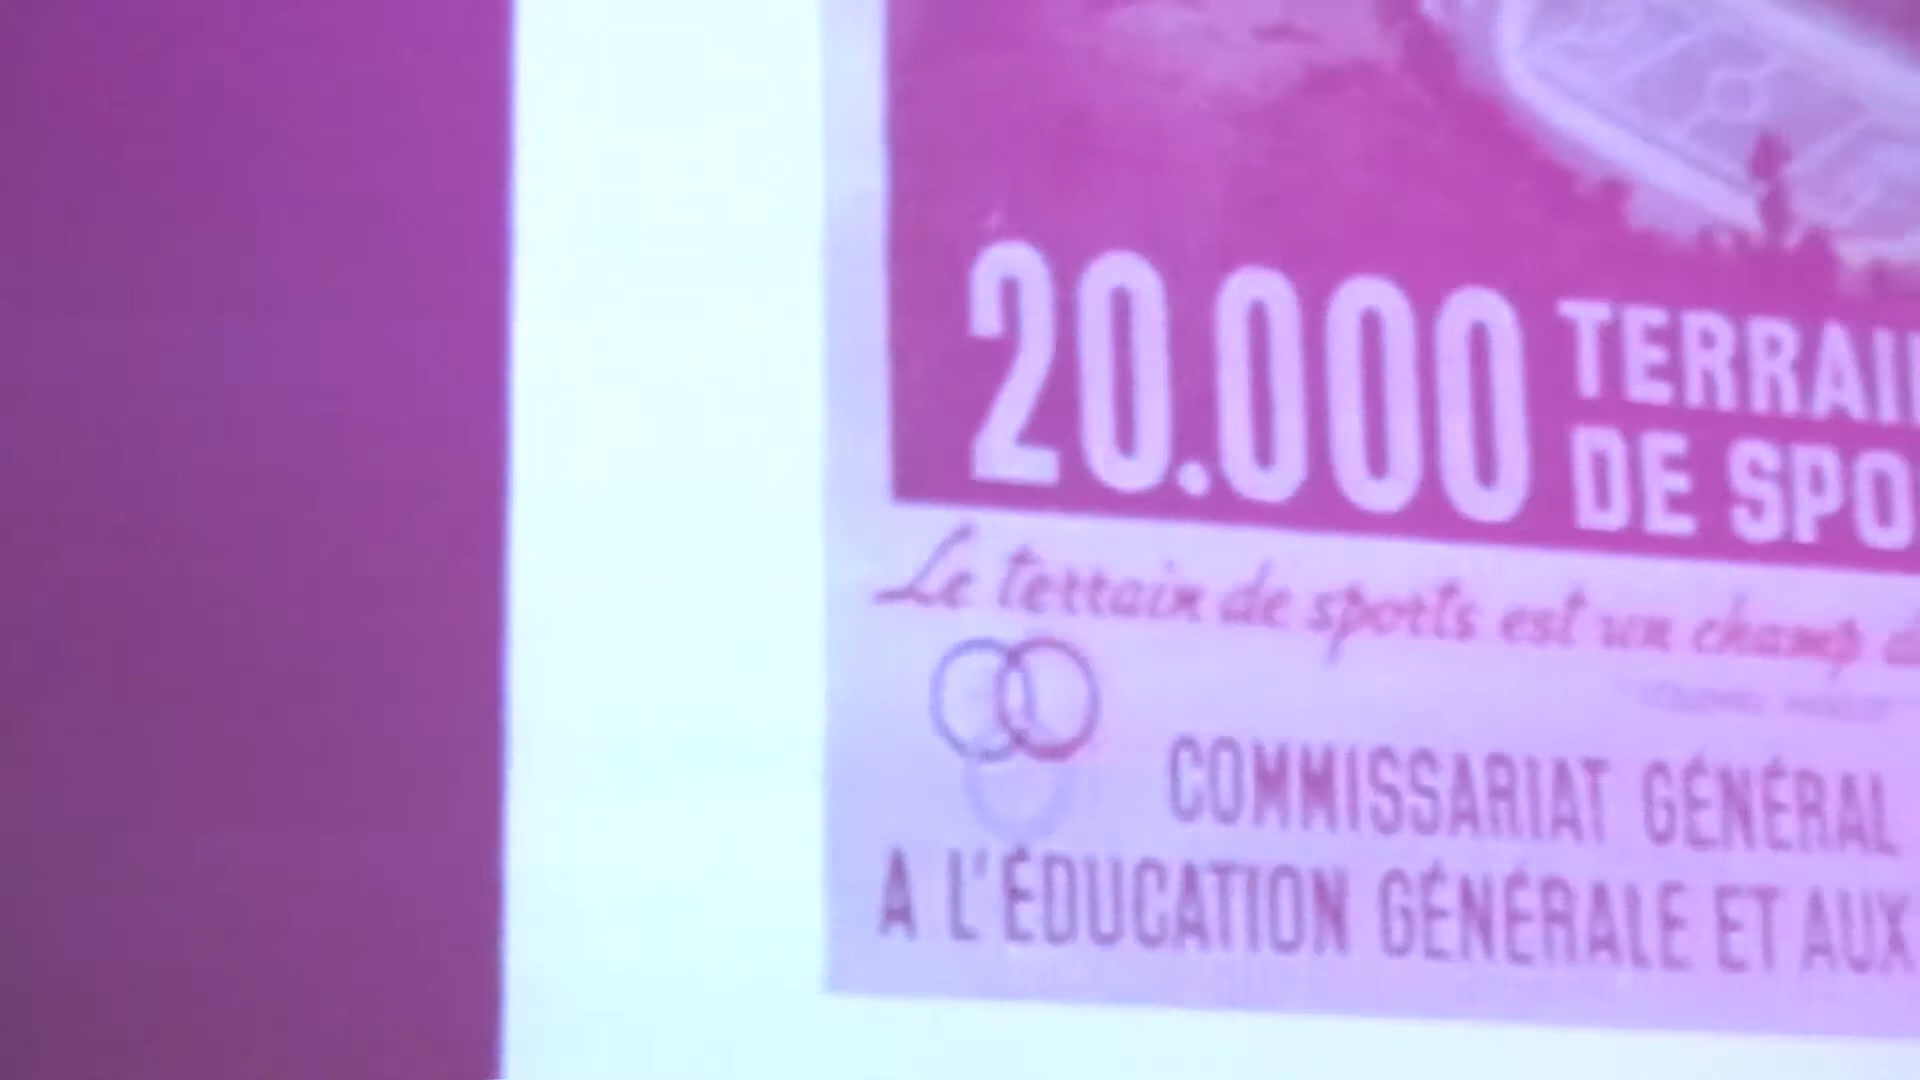 20.000 TERRAI
DE SPO
Le terrain de sports est un champ d
COMMISSARIAT GÉNÉRAL
A L'ÉDUCATION GÉNÉRALE ET AUX